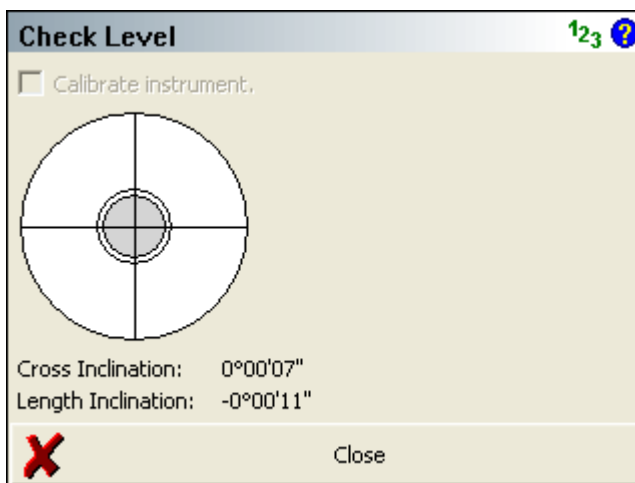 Check Level 123 ?
Calibrate instrument.
Cross Inclination: 0°00'07"
Length Inclination: -0°00'11"
Close